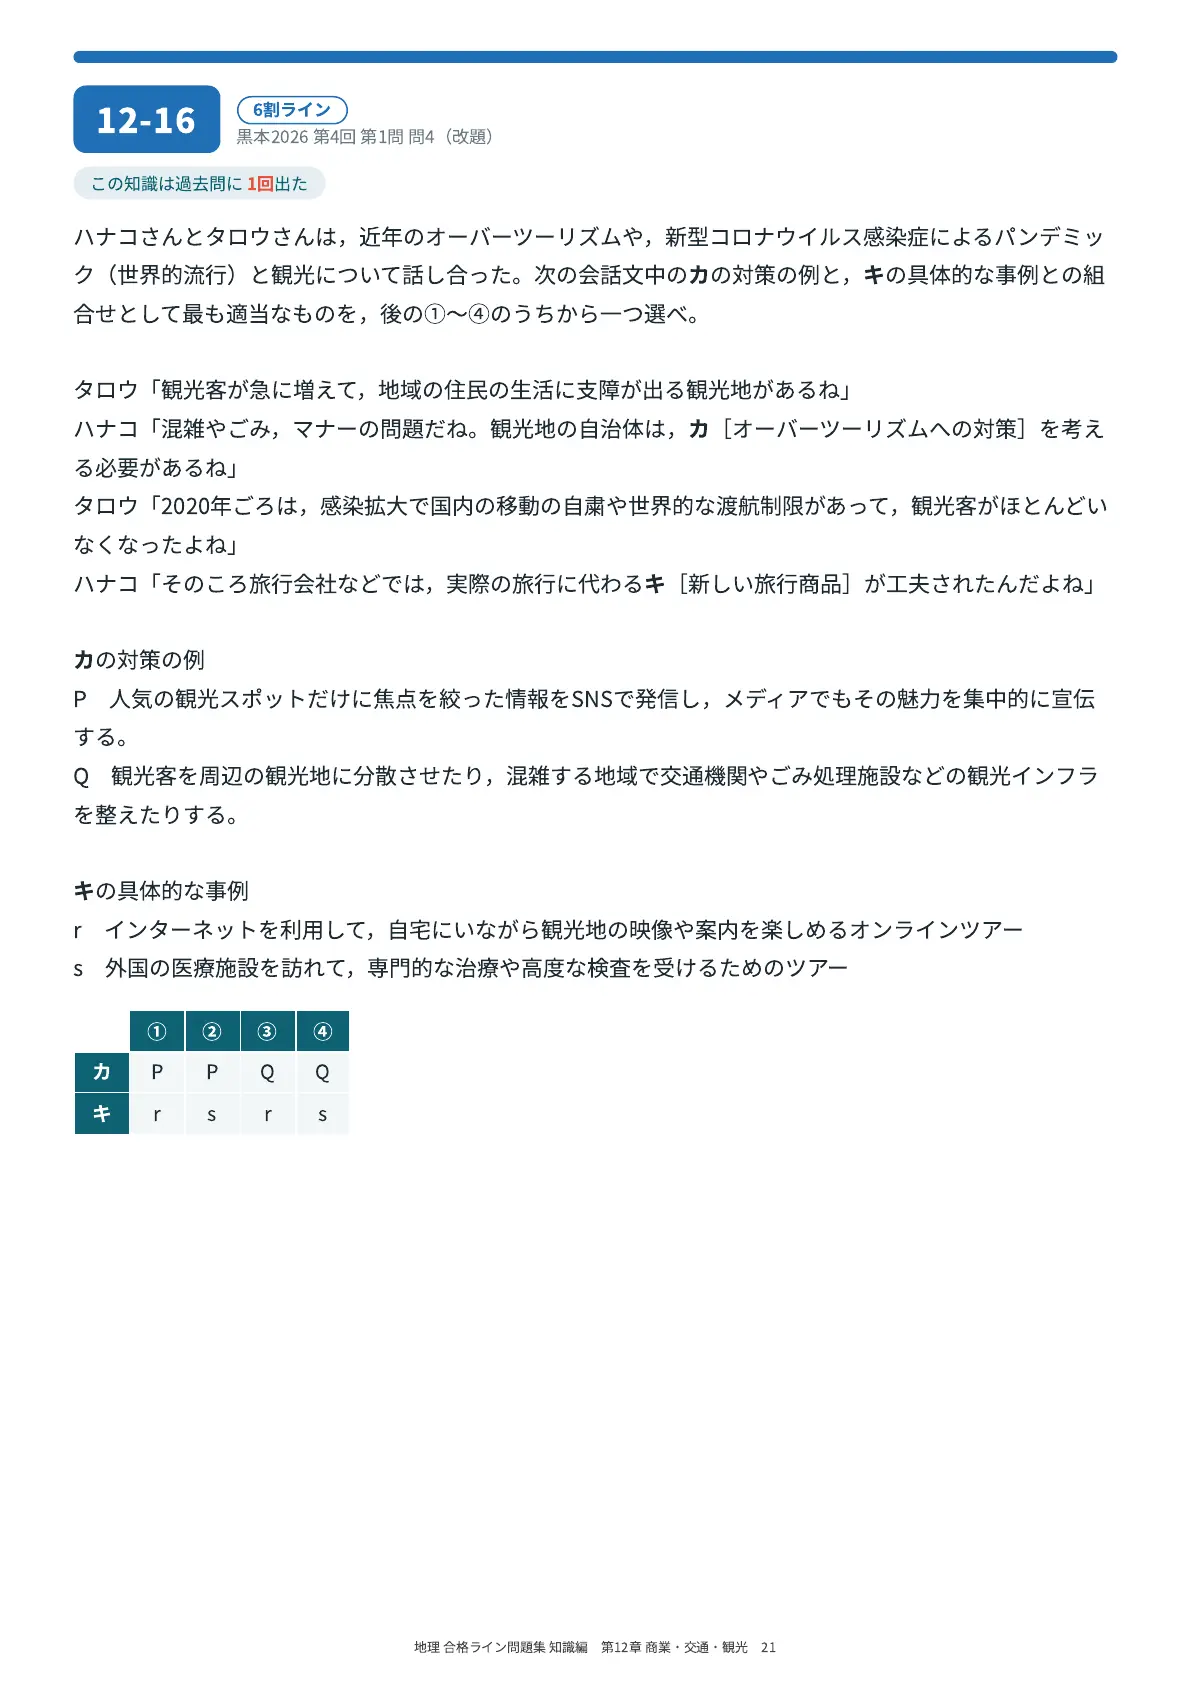 12-16
6割ライン
黒本2026 第4回 第1問 問4（改題）
この知識は過去問に 1回出た
ハナコさんとタロウさんは，近年のオーバーツーリズムや，新型コロナウイルス感染症によるパンデミッ
ク（世界的流行）と観光について話し合った。次の会話文中のカの対策の例と，キの具体的な事例との組
合せとして最も適当なものを，後の①～④のうちから一つ選べ。
タロウ「観光客が急に増えて，地域の住民の生活に支障が出る観光地があるね」
ハナコ「混雑やごみ，マナーの問題だね。観光地の自治体は，カ［オーバーツーリズムへの対策］を考え
る必要があるね」
タロウ「2020年ごろは，感染拡大で国内の移動の自粛や世界的な渡航制限があって，観光客がほとんどい
なくなったよね」
ハナコ「そのころ旅行会社などでは，実際の旅行に代わるキ［新しい旅行商品］が工夫されたんだよね」
カの対策の例
P　人気の観光スポットだけに焦点を絞った情報をSNSで発信し，メディアでもその魅力を集中的に宣伝
する。
Q　観光客を周辺の観光地に分散させたり，混雑する地域で交通機関やごみ処理施設などの観光インフラ
を整えたりする。
キの具体的な事例
r　インターネットを利用して，自宅にいながら観光地の映像や案内を楽しめるオンラインツアー
s　外国の医療施設を訪れて，専門的な治療や高度な検査を受けるためのツアー
① ② ③ ④
カ P P Q Q
キ r s r s
地理 合格ライン問題集 知識編　第12章 商業・交通・観光　21